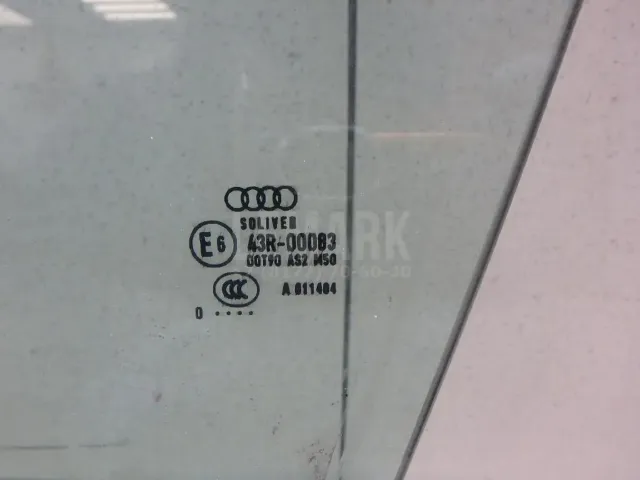 SOLIVER
E6 43R-00083
DOT90 AS2 M50
CCC A 011404
0 ....